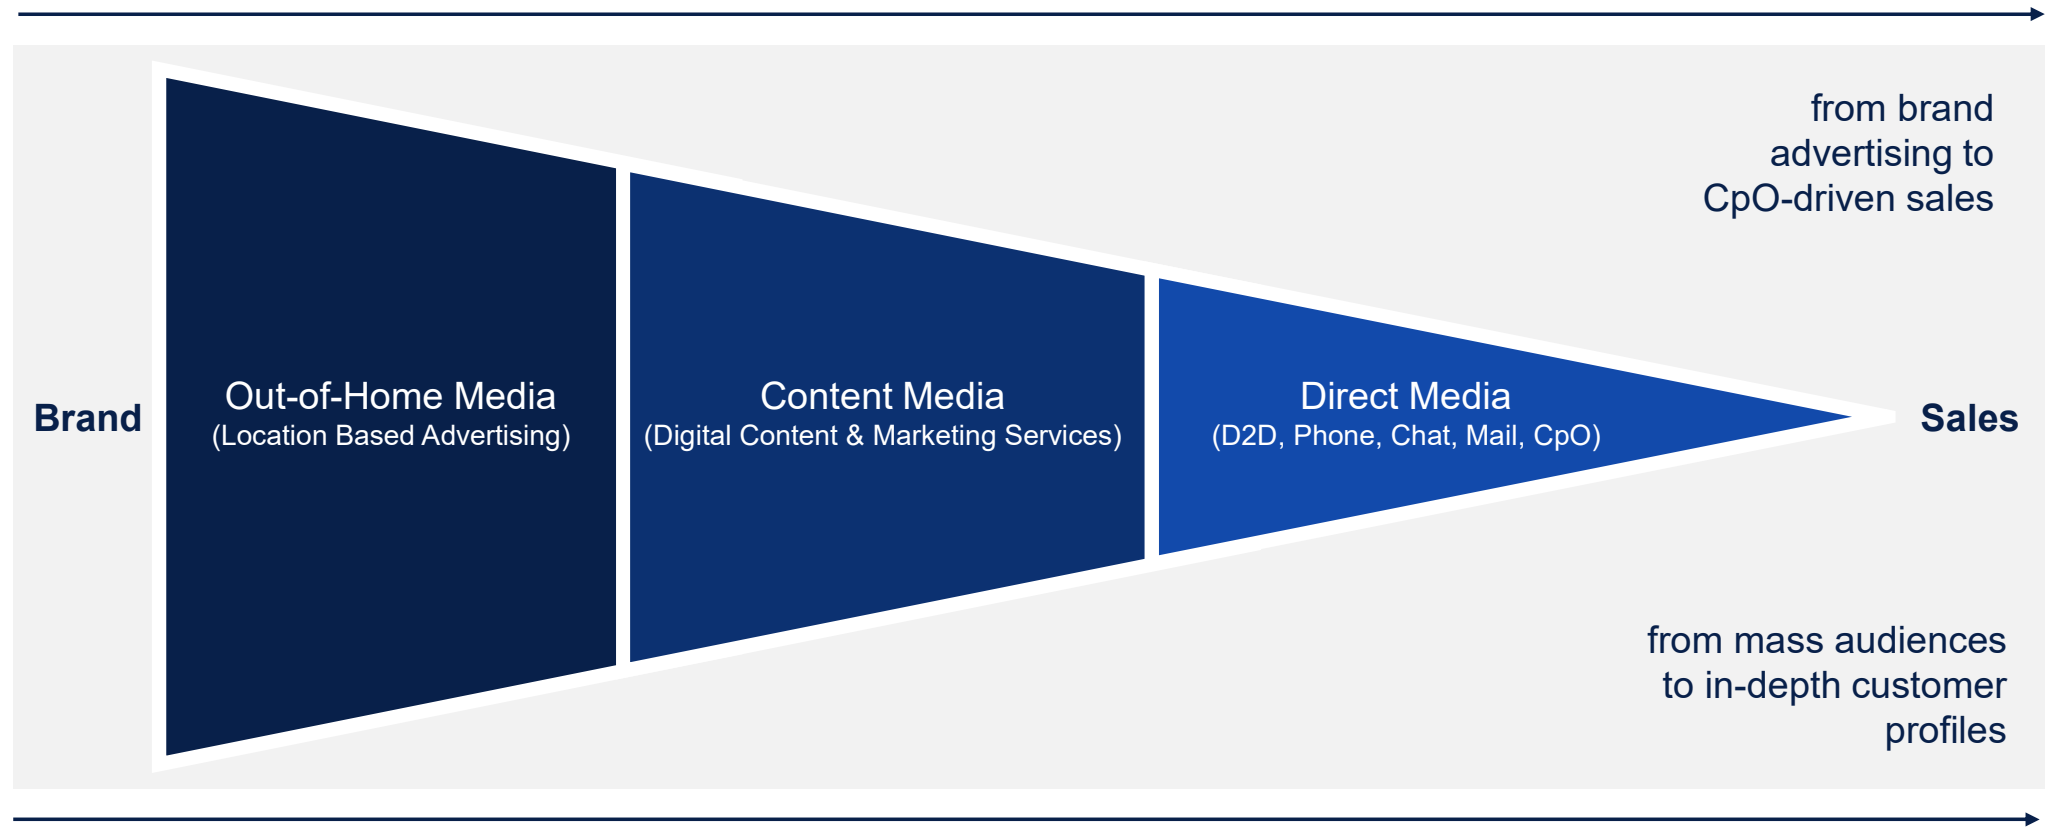 from brand
advertising to
CpO-driven sales
Brand
Out-of-Home Media
(Location Based Advertising)
Content Media
(Digital Content & Marketing Services)
Direct Media
(D2D, Phone, Chat, Mail, CpO)
Sales
from mass audiences
to in-depth customer
profiles